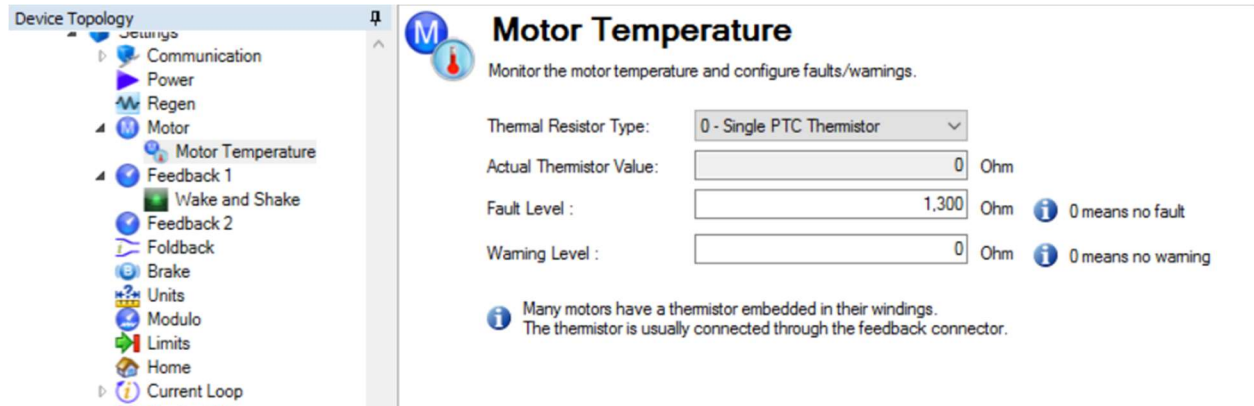 Device Topology
Settings
Communication
Power
Regen
Motor
Motor Temperature
Feedback 1
Wake and Shake
Feedback 2
Foldback
Brake
Units
Modulo
Limits
Home
Current Loop
Motor Temperature
Monitor the motor temperature and configure faults/warnings.
Thermal Resistor Type: 0 - Single PTC Thermistor
Actual Thermistor Value: 0 Ohm
Fault Level : 1,300 Ohm 0 means no fault
Warning Level : 0 Ohm 0 means no warning
Many motors have a thermistor embedded in their windings.
The thermistor is usually connected through the feedback connector.